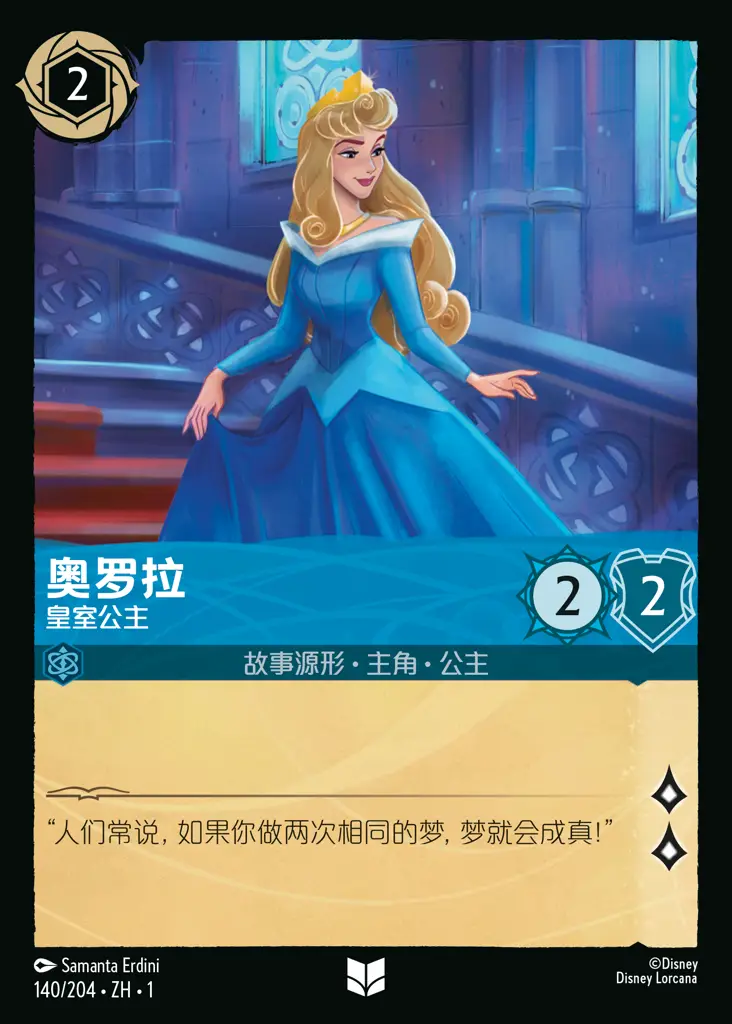 2
奥罗拉
皇室公主
2
2
故事源形·主角·公主
“人们常说, 如果你做两次相同的梦, 梦就会成真!”
Samanta Erdini
140/204 • ZH • 1
©Disney
Disney Lorcana